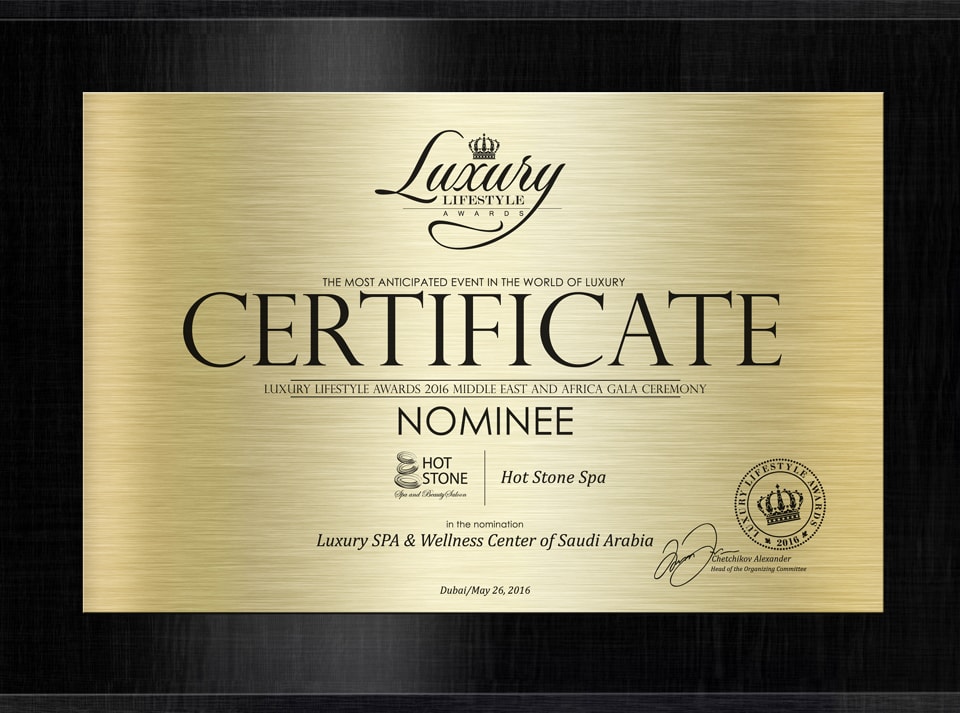 Luxury
LIFESTYLE
AWARDS
THE MOST ANTICIPATED EVENT IN THE WORLD OF LUXURY
CERTIFICATE
LUXURY LIFESTYLE AWARDS 2016 MIDDLE EAST AND AFRICA GALA CEREMONY
NOMINEE
HOT
STONE
Spa and Beauty Saloon
Hot Stone Spa
in the nomination
Luxury SPA & Wellness Center of Saudi Arabia
LUXURY LIFESTYLE AWARDS
2016
Chetchikov Alexander
Head of the Organizing Committee
Dubai/May 26, 2016